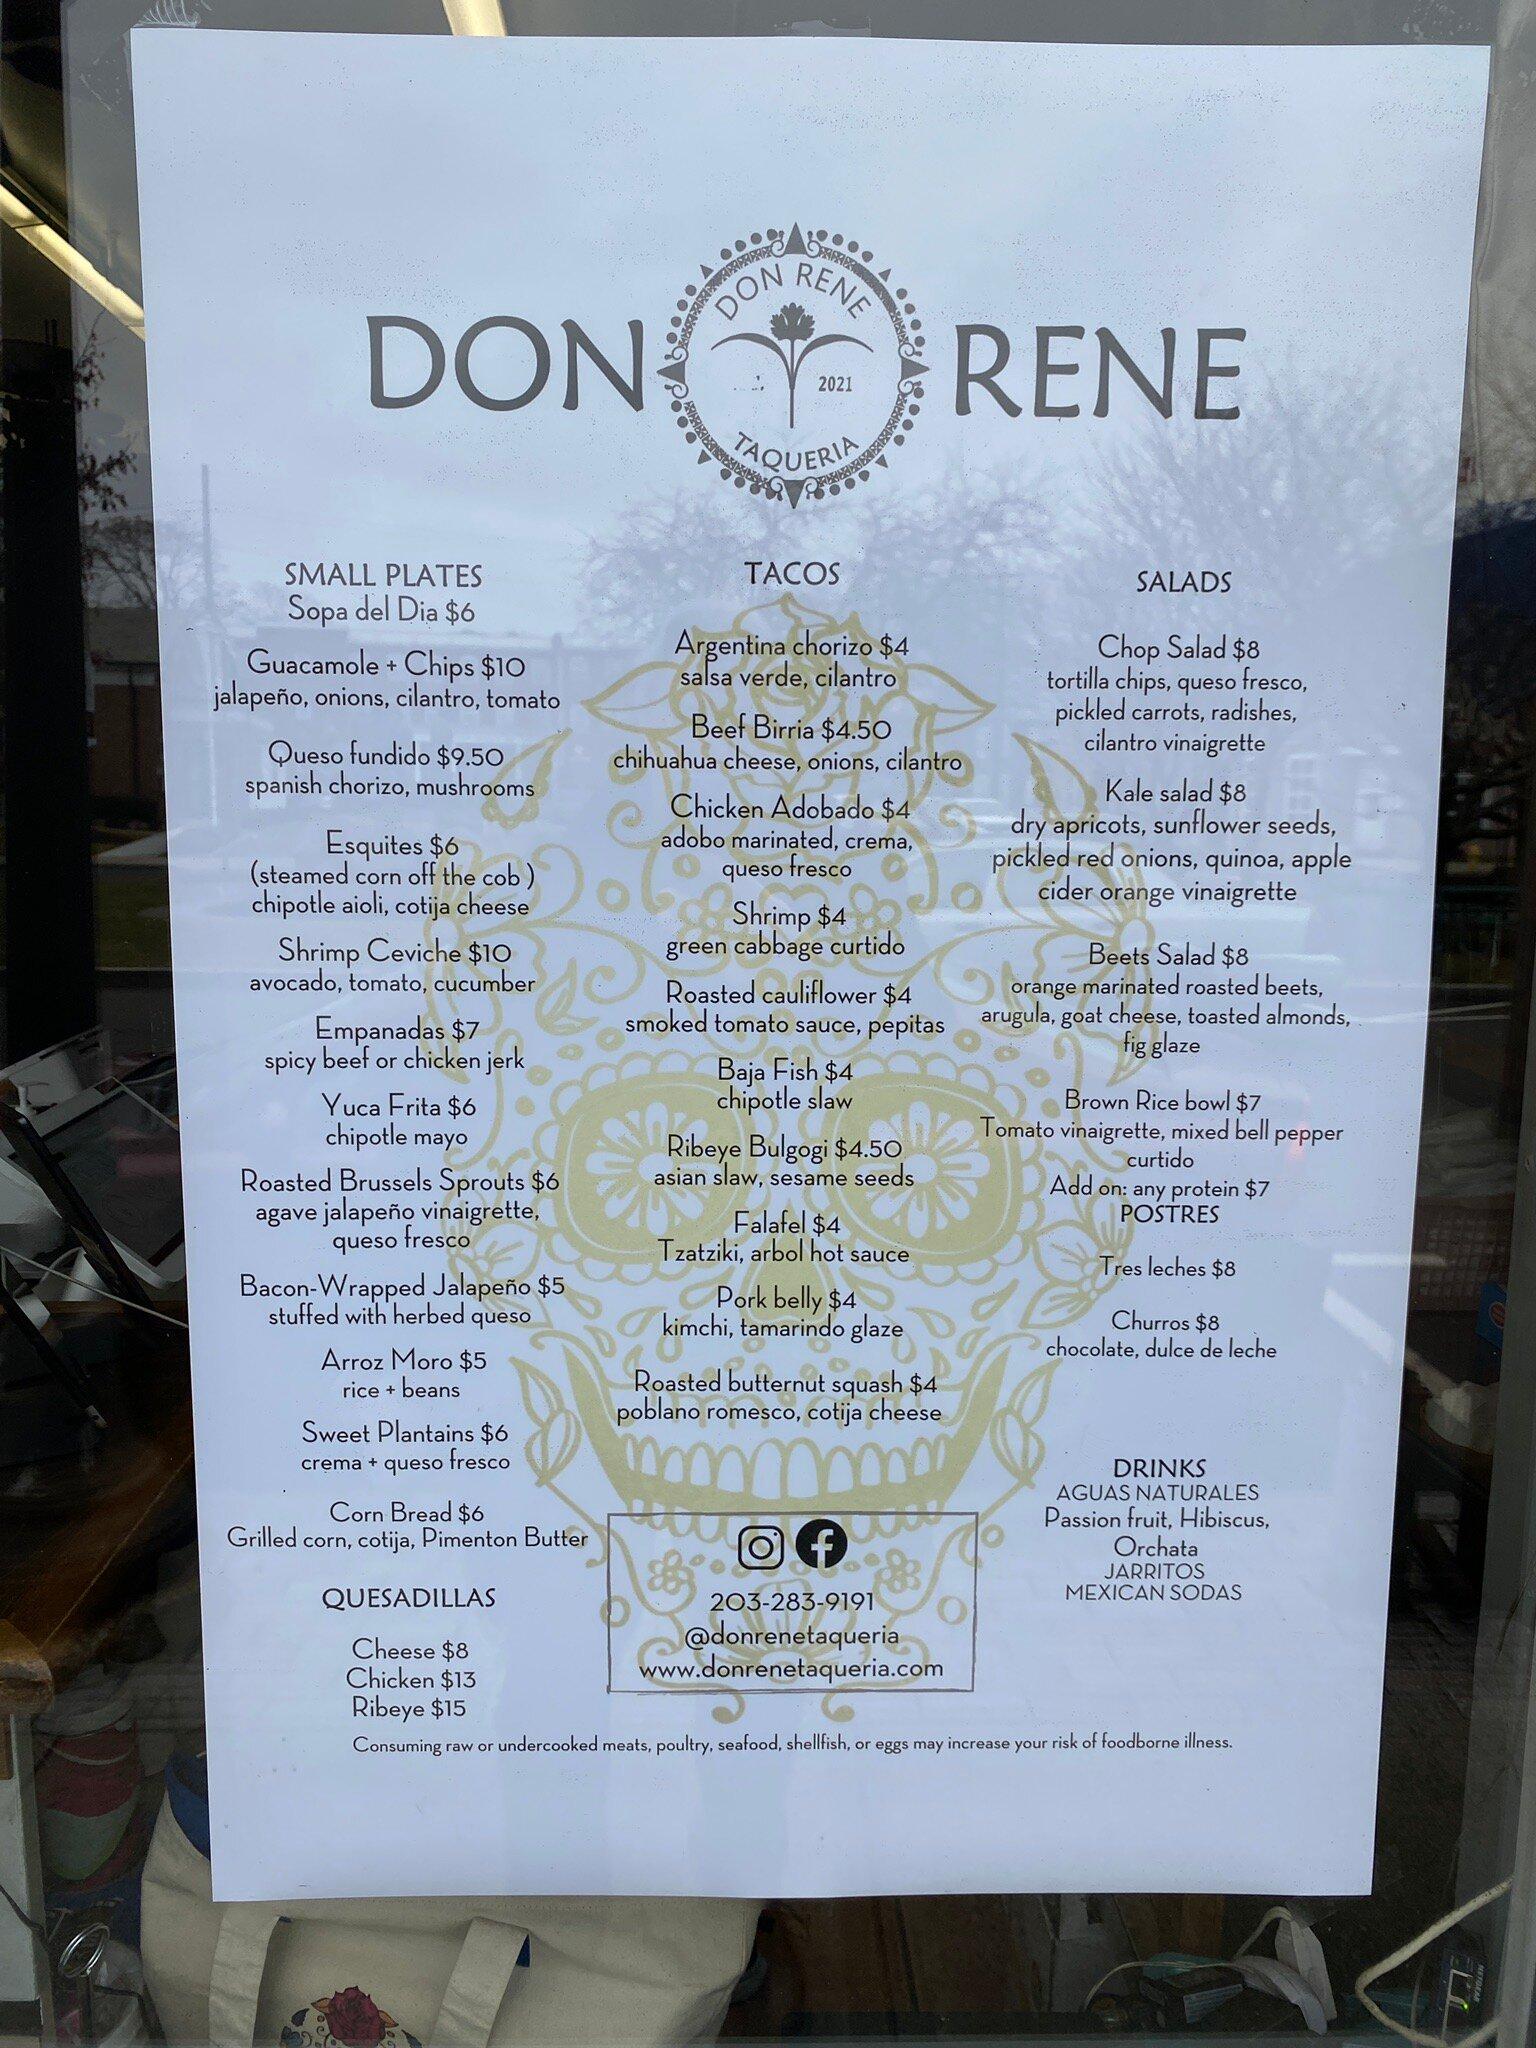 DON RENE
DON RENE
2021
TAQUERIA
SMALL PLATES
Sopa del Dia $6
Guacamole + Chips $10
jalapeño, onions, cilantro, tomato
Queso fundido $9.50
spanish chorizo, mushrooms
Esquites $6
(steamed corn off the cob )
chipotle aioli, cotija cheese
Shrimp Ceviche $10
avocado, tomato, cucumber
Empanadas $7
spicy beef or chicken jerk
Yuca Frita $6
chipotle mayo
Roasted Brussels Sprouts $6
agave jalapeño vinaigrette,
queso fresco
Bacon-Wrapped Jalapeño $5
stuffed with herbed queso
Arroz Moro $5
rice + beans
Sweet Plantains $6
crema + queso fresco
Corn Bread $6
Grilled corn, cotija, Pimenton Butter
QUESADILLAS
Cheese $8
Chicken $13
Ribeye $15
TACOS
Argentina chorizo $4
salsa verde, cilantro
Beef Birria $4.50
chihuahua cheese, onions, cilantro
Chicken Adobado $4
adobo marinated, crema,
queso fresco
Shrimp $4
green cabbage curtido
Roasted cauliflower $4
smoked tomato sauce, pepitas
Baja Fish $4
chipotle slaw
Ribeye Bulgogi $4.50
asian slaw, sesame seeds
Falafel $4
Tzatziki, arbol hot sauce
Pork belly $4
kimchi, tamarindo glaze
Roasted butternut squash $4
poblano romesco, cotija cheese
203-283-9191
@donrenetaqueria
www.donrenetaqueria.com
SALADS
Chop Salad $8
tortilla chips, queso fresco,
pickled carrots, radishes,
cilantro vinaigrette
Kale salad $8
dry apricots, sunflower seeds,
pickled red onions, quinoa, apple
cider orange vinaigrette
Beets Salad $8
orange marinated roasted beets,
arugula, goat cheese, toasted almonds,
fig glaze
Brown Rice bowl $7
Tomato vinaigrette, mixed bell pepper
curtido
Add on: any protein $7
POSTRES
Tres leches $8
Churros $8
chocolate, dulce de leche
DRINKS
AGUAS NATURALES
Passion fruit, Hibiscus,
Orchata
JARRITOS
MEXICAN SODAS
Consuming raw or undercooked meats, poultry, seafood, shellfish, or eggs may increase your risk of foodborne illness.
NETGEAR